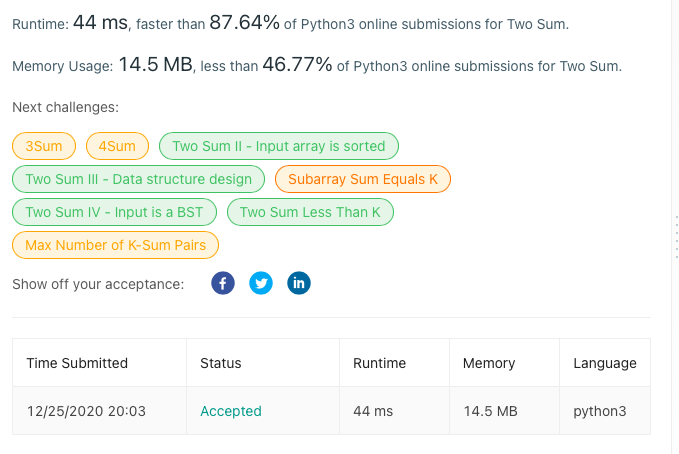 Runtime: 44 ms, faster than 87.64% of Python3 online submissions for Two Sum.
Memory Usage: 14.5 MB, less than 46.77% of Python3 online submissions for Two Sum.
Next challenges:
3Sum 4Sum Two Sum II - Input array is sorted
Two Sum III - Data structure design Subarray Sum Equals K
Two Sum IV - Input is a BST Two Sum Less Than K
Max Number of K-Sum Pairs
Show off your acceptance: f in
Time Submitted Status Runtime Memory Language
12/25/2020 20:03 Accepted 44 ms 14.5 MB python3